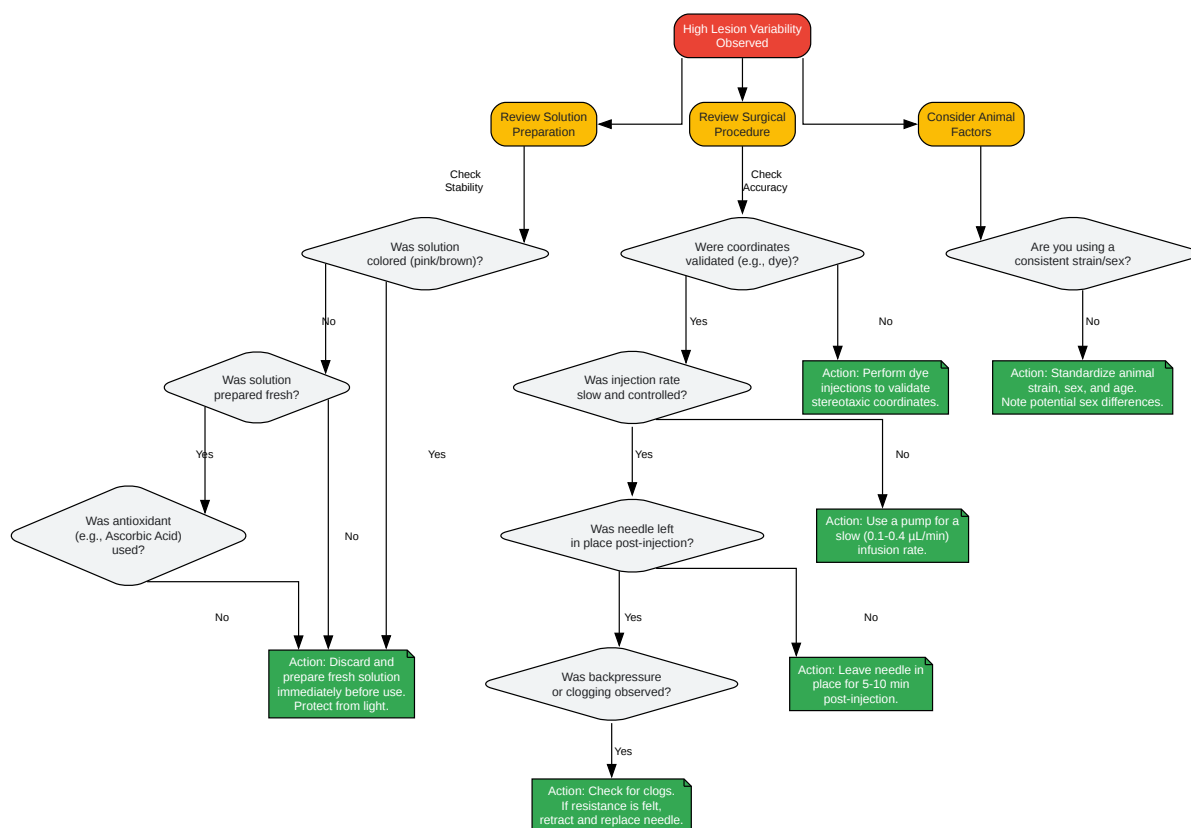 High Lesion Variability
Observed
Review Solution
Preparation
Review Surgical
Procedure
Consider Animal
Factors
Check
Stability
Check
Accuracy
Was solution
colored (pink/brown)?
Were coordinates
validated (e.g., dye)?
Are you using a
consistent strain/sex?
No
Yes
No
No
Was solution
prepared fresh?
Was injection rate
slow and controlled?
Action: Perform dye
injections to validate
stereotaxic coordinates.
Action: Standardize animal
strain, sex, and age.
Note potential sex differences.
Yes
Yes
Yes
No
Was antioxidant
(e.g., Ascorbic Acid)
used?
No
Was needle left
in place post-injection?
Action: Use a pump for a
slow (0.1-0.4 µL/min)
infusion rate.
No
Yes
No
Action: Discard and
prepare fresh solution
immediately before use.
Protect from light.
Was backpressure
or clogging observed?
Action: Leave needle in
place for 5-10 min
post-injection.
Yes
Action: Check for clogs.
If resistance is felt,
retract and replace needle.